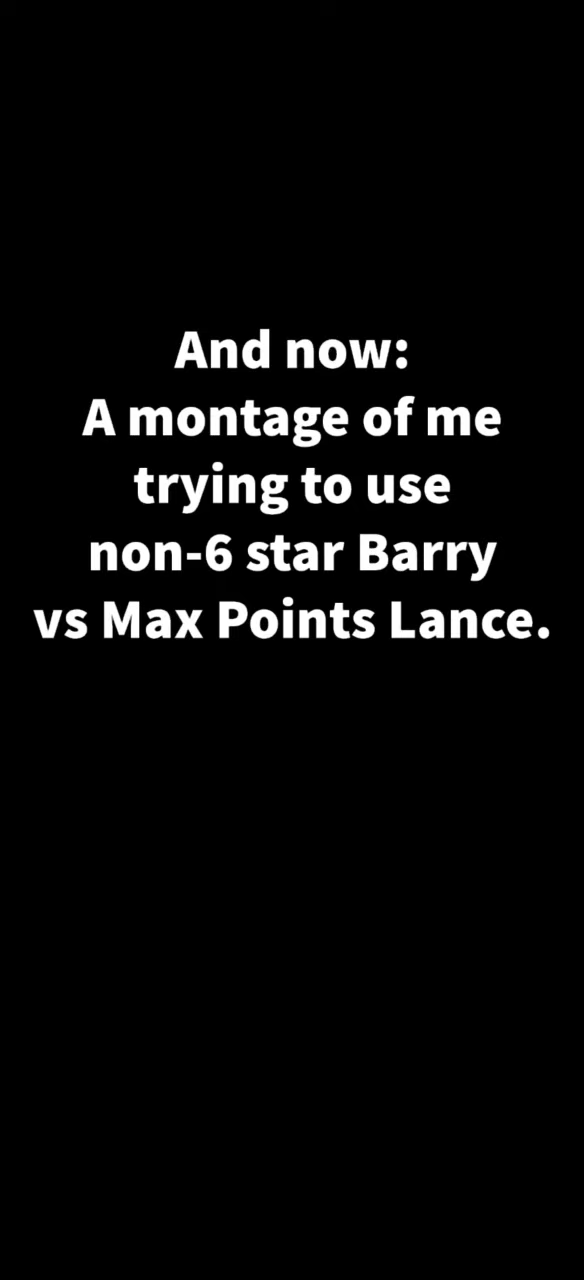 And now:
A montage of me
trying to use
non-6 star Barry
vs Max Points Lance.